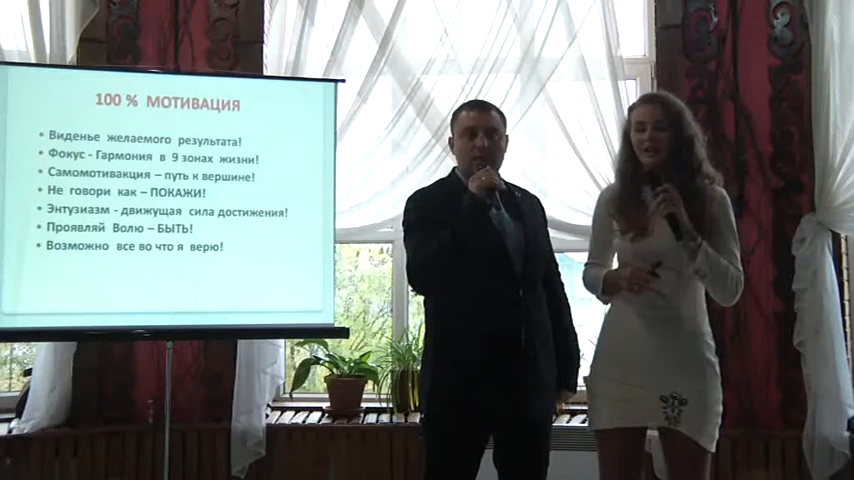 100 % МОТИВАЦИЯ
• Виденье желаемого результата!
• Фокус - Гармония в 9 зонах жизни!
• Самомотивакция – путь к вершине!
• Не говори как – ПОКАЖИ!
• Энтузиазм - движущая сила достижения!
• Проявляй Волю – БЫТЬ!
• Возможно все во что я верю!